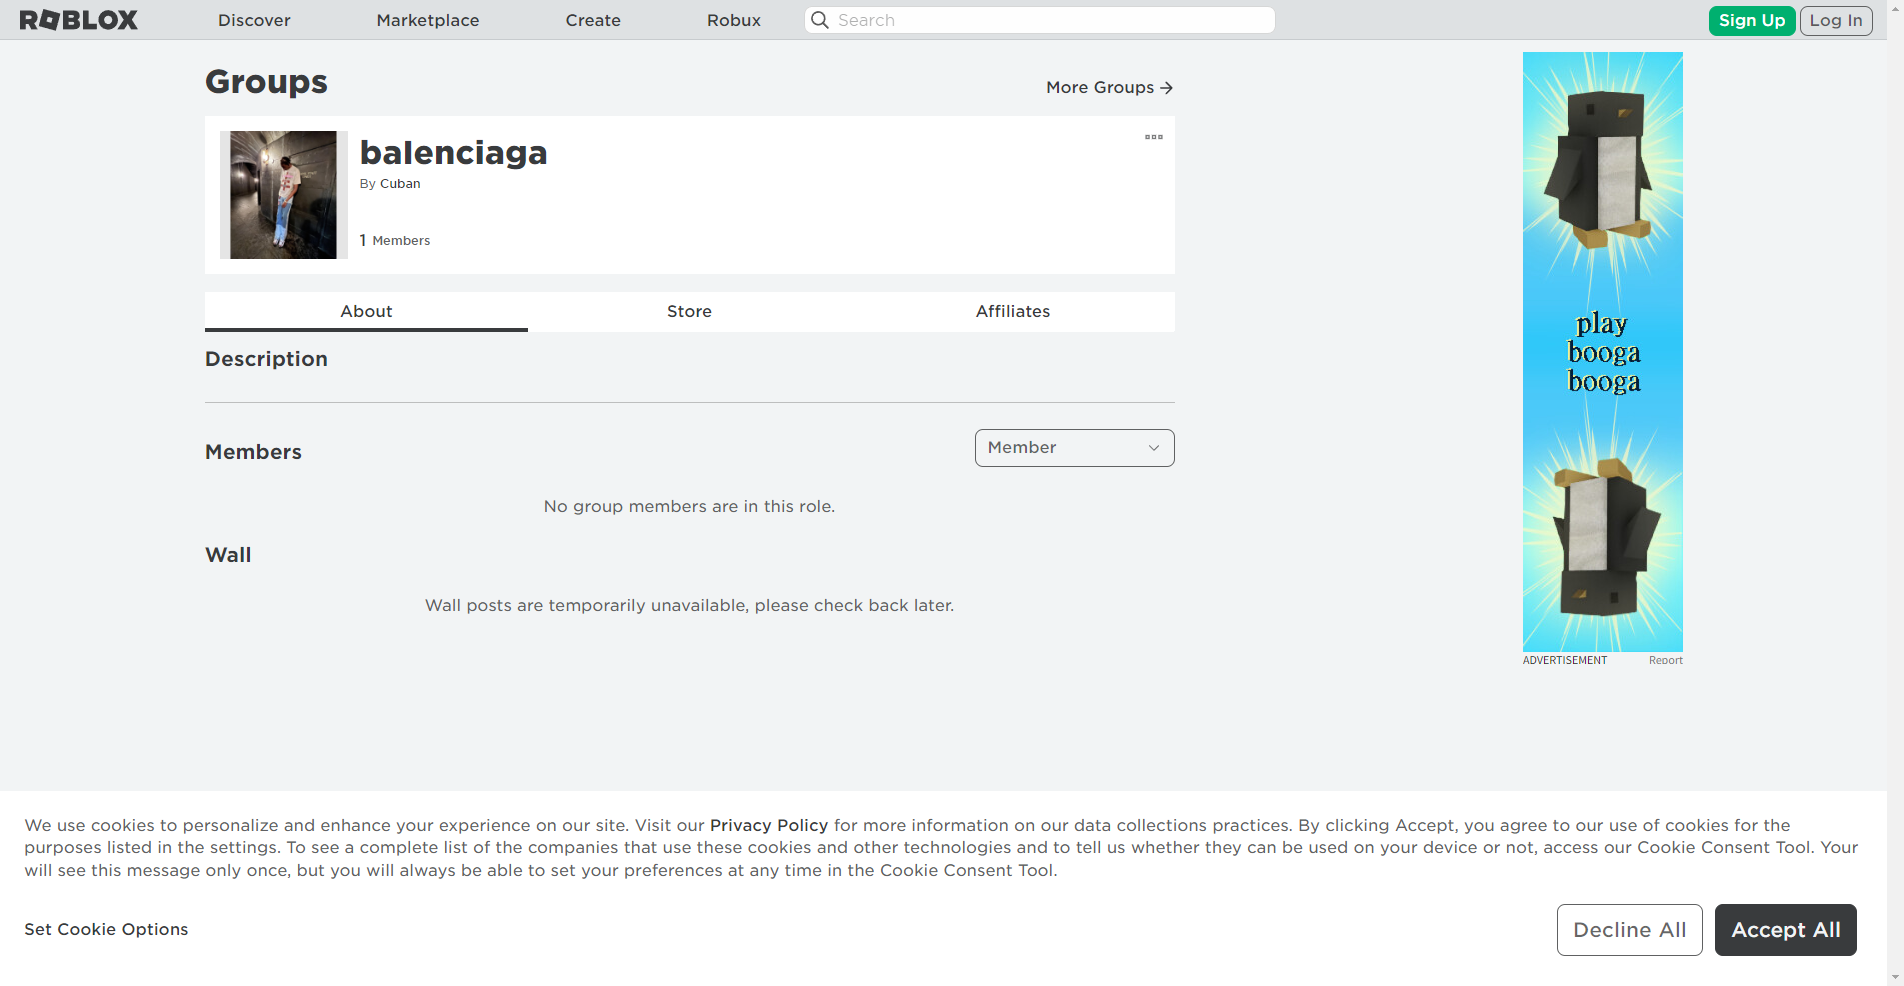 ROBLOX
Discover
Marketplace
Create
Robux
Search
Sign Up
Log In
Groups
More Groups
balenciaga
By Cuban
1 Members
About
Store
Affiliates
Description
Members
Member
No group members are in this role.
Wall
Wall posts are temporarily unavailable, please check back later.
play
booga
booga
ADVERTISEMENT
Report
We use cookies to personalize and enhance your experience on our site. Visit our Privacy Policy for more information on our data collections practices. By clicking Accept, you agree to our use of cookies for the
purposes listed in the settings. To see a complete list of the companies that use these cookies and other technologies and to tell us whether they can be used on your device or not, access our Cookie Consent Tool. Your
will see this message only once, but you will always be able to set your preferences at any time in the Cookie Consent Tool.
Set Cookie Options
Decline All
Accept All